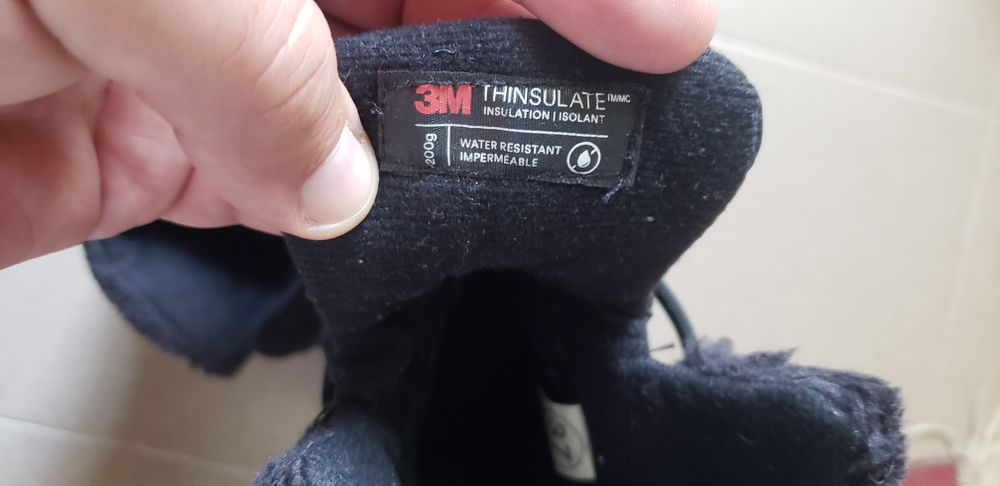 3M THINSULATE™/MC
INSULATION | ISOLANT
200g
WATER RESISTANT
IMPERMÉABLE